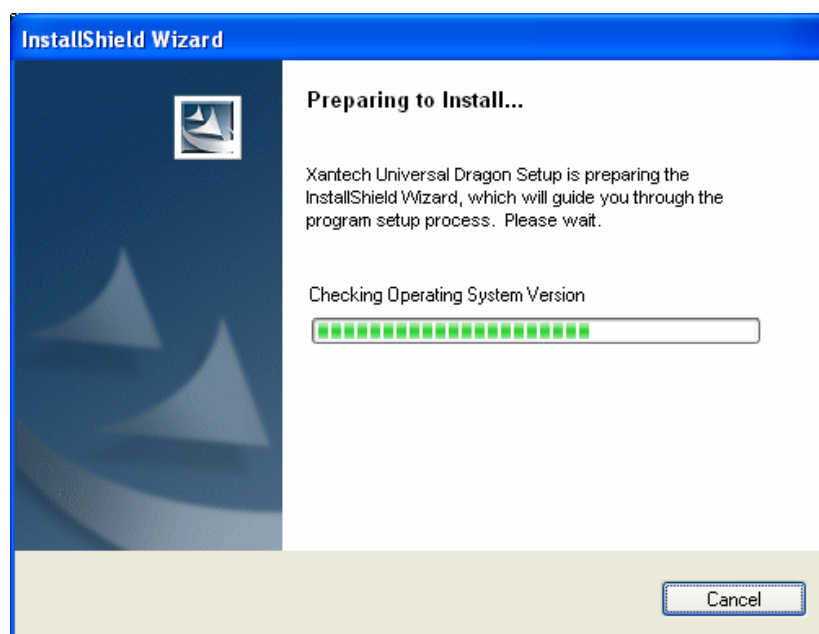 InstallShield Wizard
Preparing to Install...
Xantech Universal Dragon Setup is preparing the
InstallShield Wizard, which will guide you through the
program setup process. Please wait.
Checking Operating System Version
Cancel